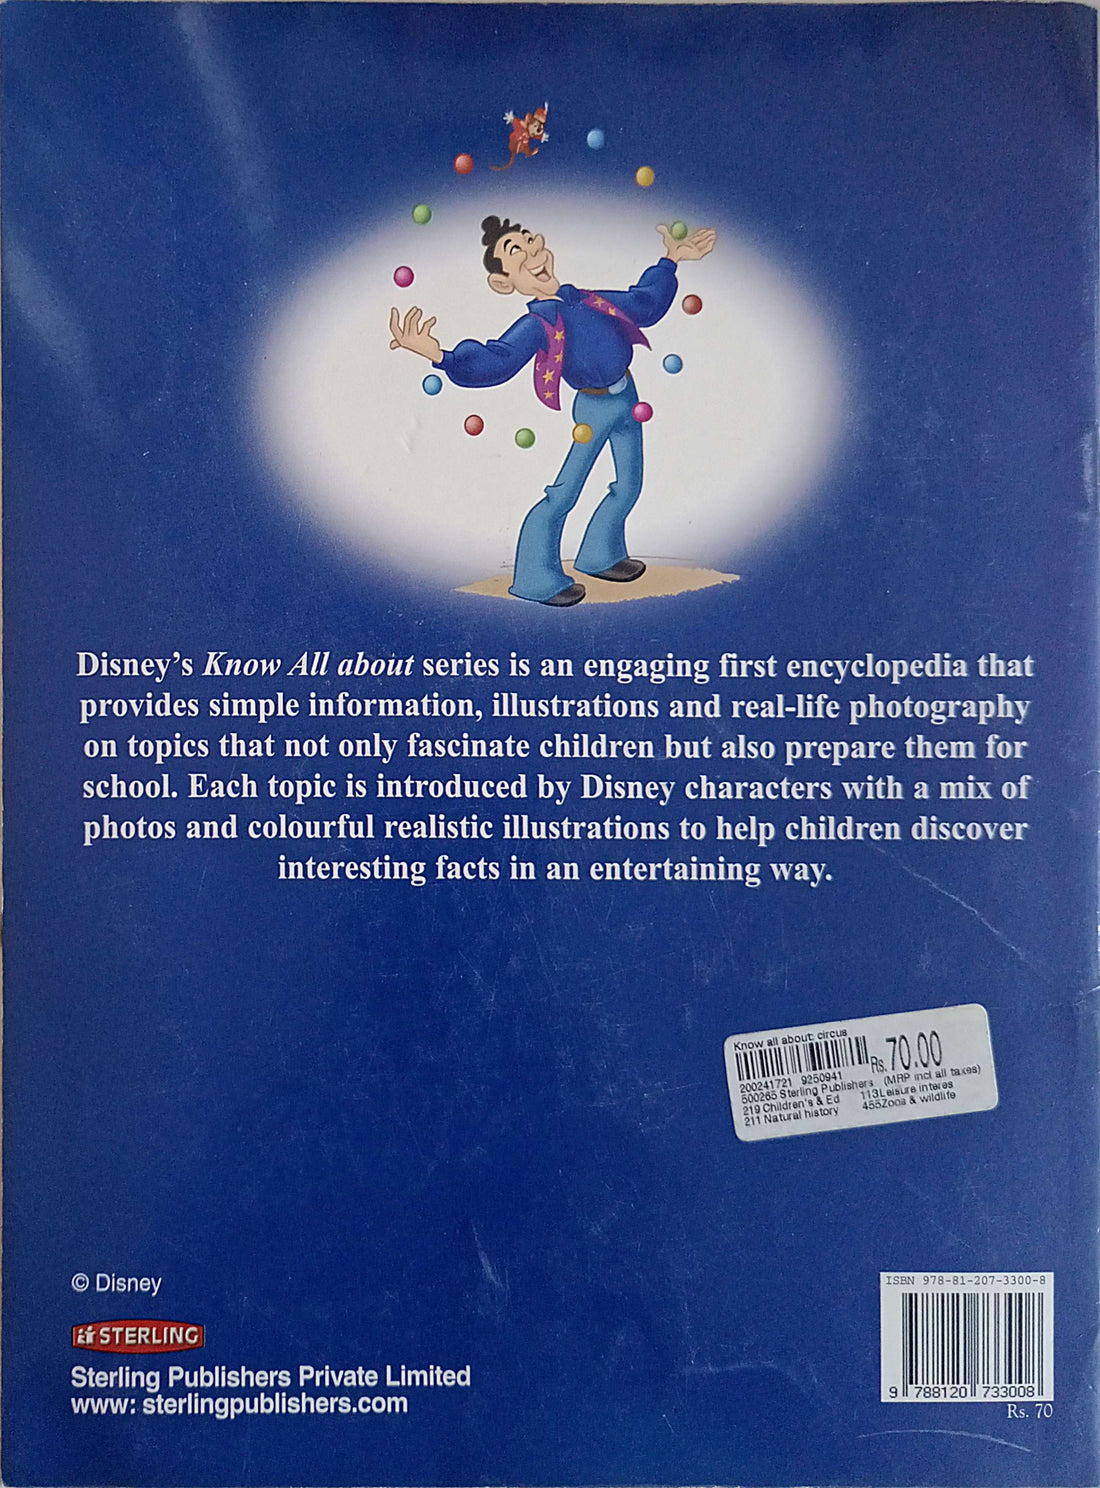 Disney’s Know All about series is an engaging first encyclopedia that
provides simple information, illustrations and real-life photography
on topics that not only fascinate children but also prepare them for
school. Each topic is introduced by Disney characters with a mix of
photos and colourful realistic illustrations to help children discover
interesting facts in an entertaining way.
Know all about: circus
Rs. 70.00
200241721 9250941 (MRP incl all taxes)
500265 Sterling Publishers
219 Children's & Ed 113Leisure interes
211 Natural history 455Zoos & wildlife
© Disney
STERLING
Sterling Publishers Private Limited
www: sterlingpublishers.com
ISBN 978-81-207-3300-8
9 788120 733008
Rs. 70